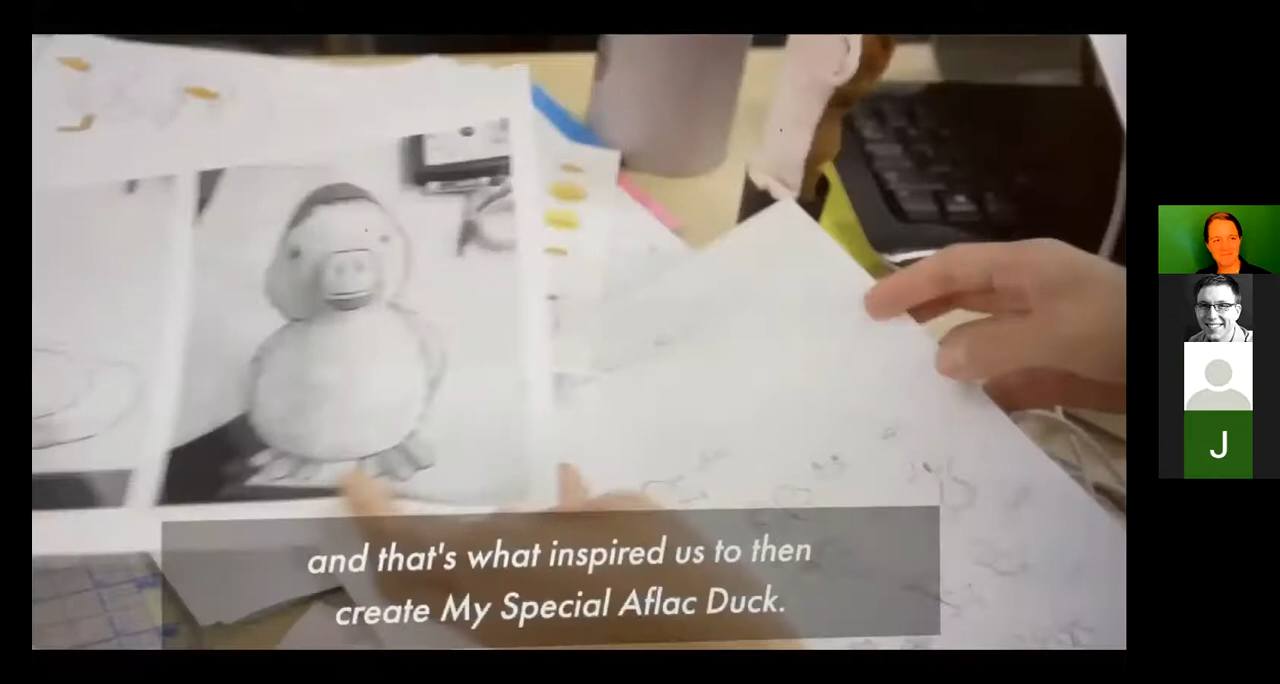 and that's what inspired us to then
create My Special Aflac Duck.
J